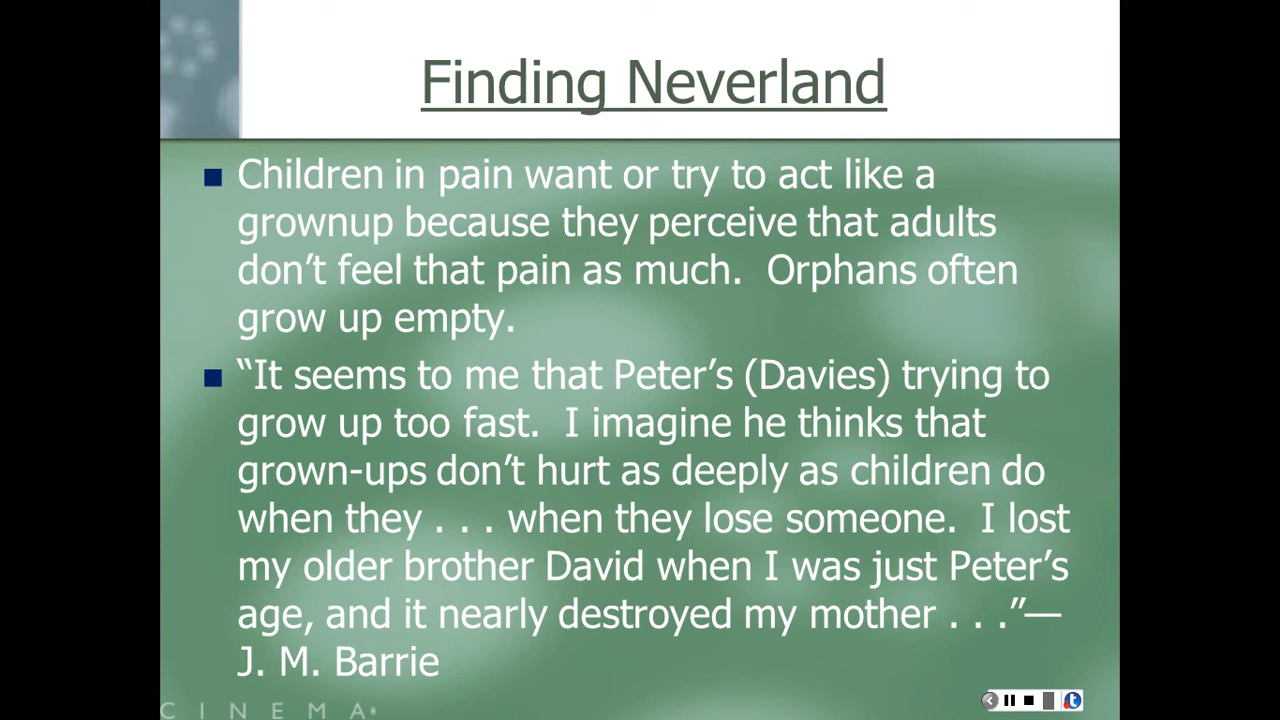 Finding Neverland
Children in pain want or try to act like a
grownup because they perceive that adults
don’t feel that pain as much.  Orphans often
grow up empty.
“It seems to me that Peter’s (Davies) trying to
grow up too fast.  I imagine he thinks that
grown-ups don’t hurt as deeply as children do
when they . . . when they lose someone.  I lost
my older brother David when I was just Peter’s
age, and it nearly destroyed my mother . . .”—
J. M. Barrie
CINEMA
t